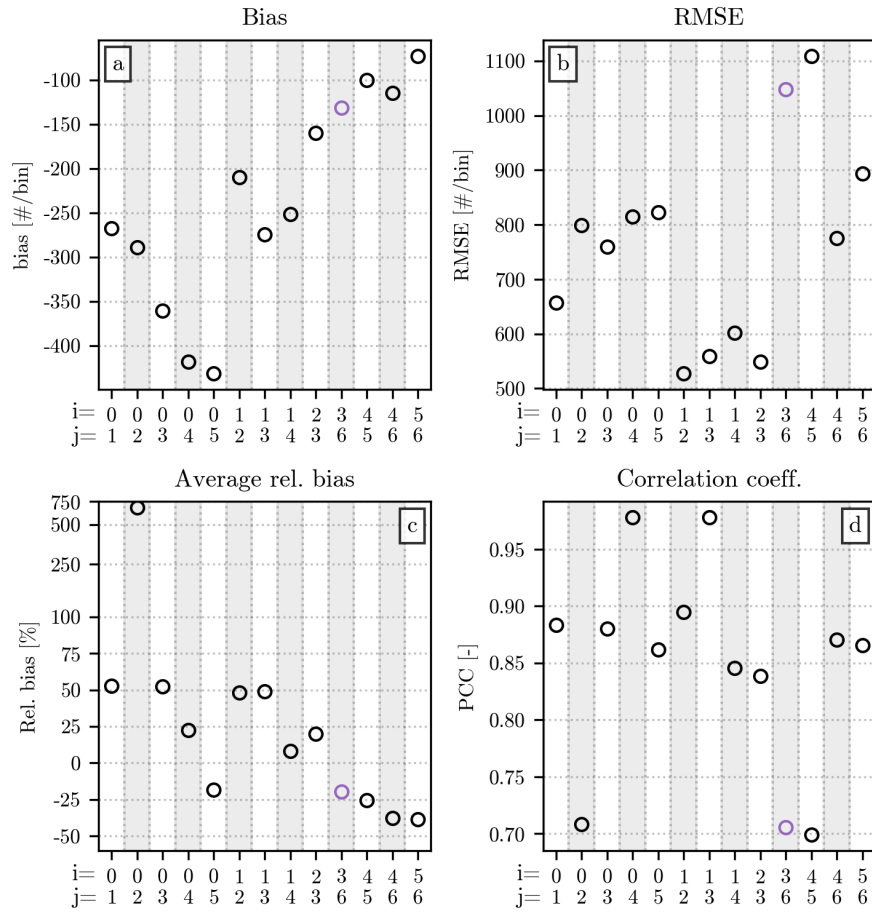 Bias
RMSE
a
b
-100
-150
-200
-250
-300
-350
-400
bias [#/bin]
1100
1000
900
800
700
600
500
RMSE [#/bin]
i= 0 0 0 0 0 1 1 1 2 3 4 4 5
j= 1 2 3 4 5 2 3 4 3 6 5 6 6
i= 0 0 0 0 0 1 1 1 2 3 4 4 5
j= 1 2 3 4 5 2 3 4 3 6 5 6 6
Average rel. bias
Correlation coeff.
c
d
750
500
250
100
75
50
25
0
-25
-50
Rel. bias [%]
0.95
0.90
0.85
0.80
0.75
0.70
PCC [-]
i= 0 0 0 0 0 1 1 1 2 3 4 4 5
j= 1 2 3 4 5 2 3 4 3 6 5 6 6
i= 0 0 0 0 0 1 1 1 2 3 4 4 5
j= 1 2 3 4 5 2 3 4 3 6 5 6 6